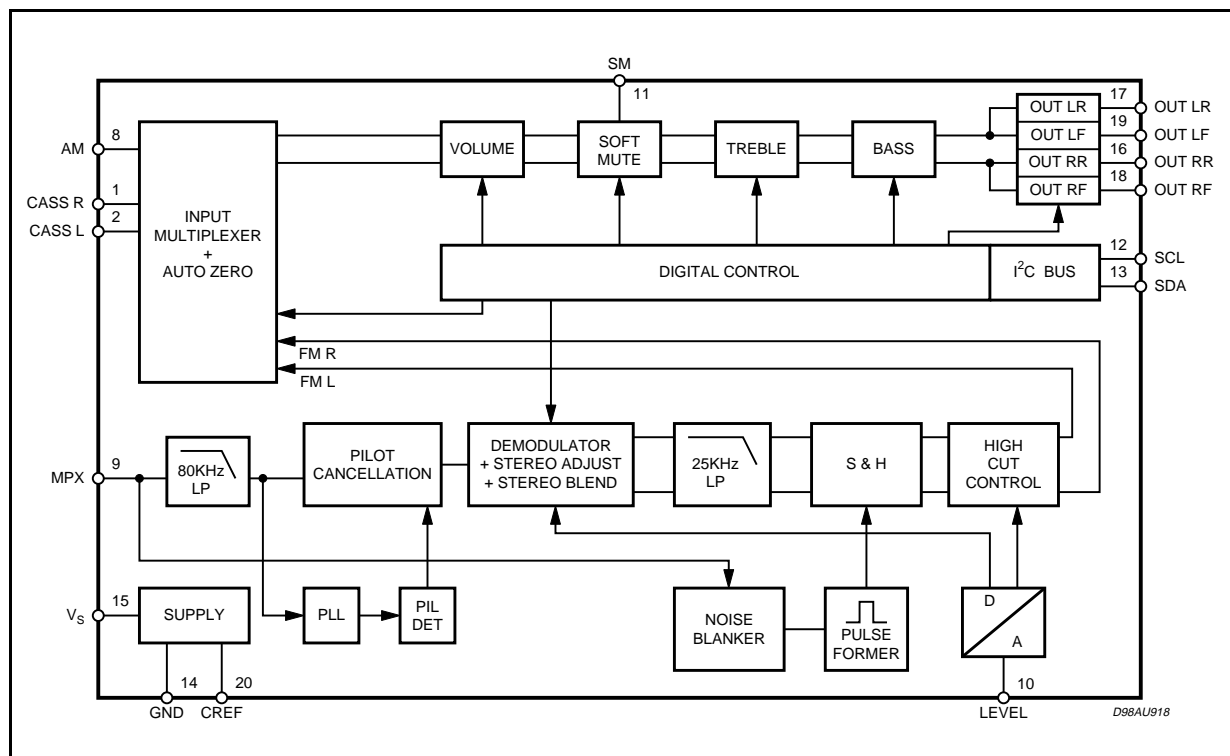 SM
11
17
OUT LR
OUT LR
8
19
AM
VOLUME
SOFT
MUTE
TREBLE
BASS
OUT LF
OUT LF
16
OUT RR
OUT RR
1
18
CASS R
OUT RF
OUT RF
2
CASS L
INPUT
MULTIPLEXER
+
AUTO ZERO
12
DIGITAL CONTROL
I2C BUS
SCL
13
SDA
FM R
FM L
9
MPX
80KHz
LP
PILOT
CANCELLATION
DEMODULATOR
+ STEREO ADJUST
+ STEREO BLEND
25KHz
LP
S & H
HIGH
CUT
CONTROL
15
VS
SUPPLY
PLL
PIL
DET
NOISE
BLANKER
PULSE
FORMER
D
A
14
20
10
GND
CREF
LEVEL
D98AU918